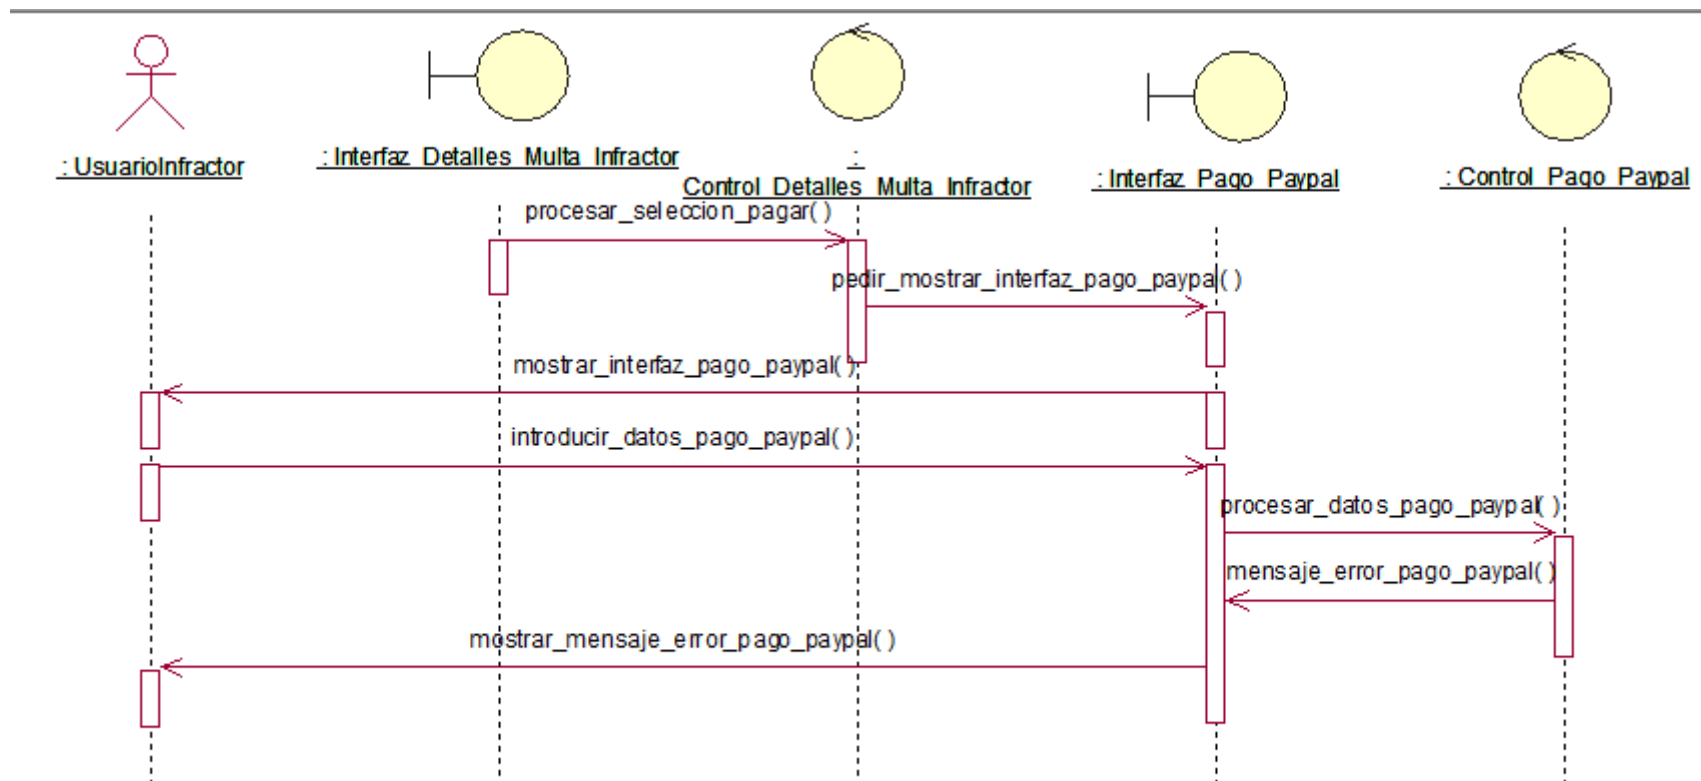 : UsuarioInfractor
: Interfaz_Detalles_Multa_Infractor
:
Control_Detalles_Multa_Infractor
: Interfaz_Pago_Paypal
: Control_Pago_Paypal
procesar_seleccion_pagar( )
pedir_mostrar_interfaz_pago_paypal( )
mostrar_interfaz_pago_paypal( )
introducir_datos_pago_paypal( )
procesar_datos_pago_paypal( )
mensaje_error_pago_paypal( )
mostrar_mensaje_error_pago_paypal( )